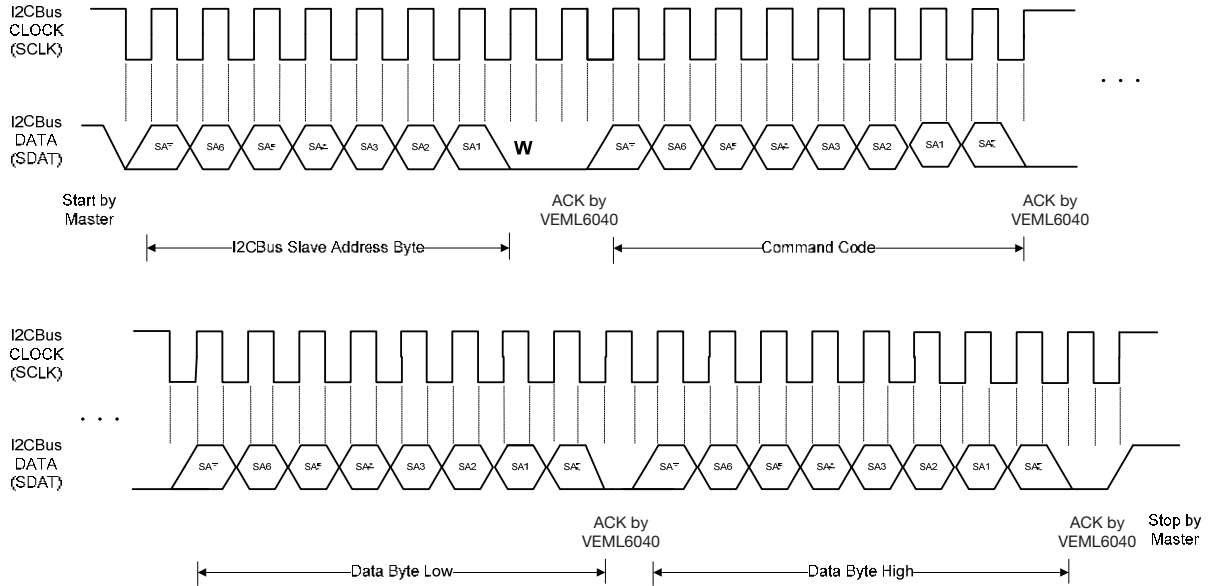 I2CBus
CLOCK
(SCLK)
. . .
I2CBus
DATA
(SDAT)
SA6
SA3
SA2
SA1
W
SA6
SA3
SA2
SA1
Start by
Master
ACK by
VEML6040
ACK by
VEML6040
I2CBus Slave Address Byte
Command Code
I2CBus
CLOCK
(SCLK)
. . .
I2CBus
DATA
(SDAT)
SA6
SA3
SA2
SA1
SA6
SA3
SA2
SA1
ACK by
VEML6040
ACK by
VEML6040
Stop by
Master
Data Byte Low
Data Byte High